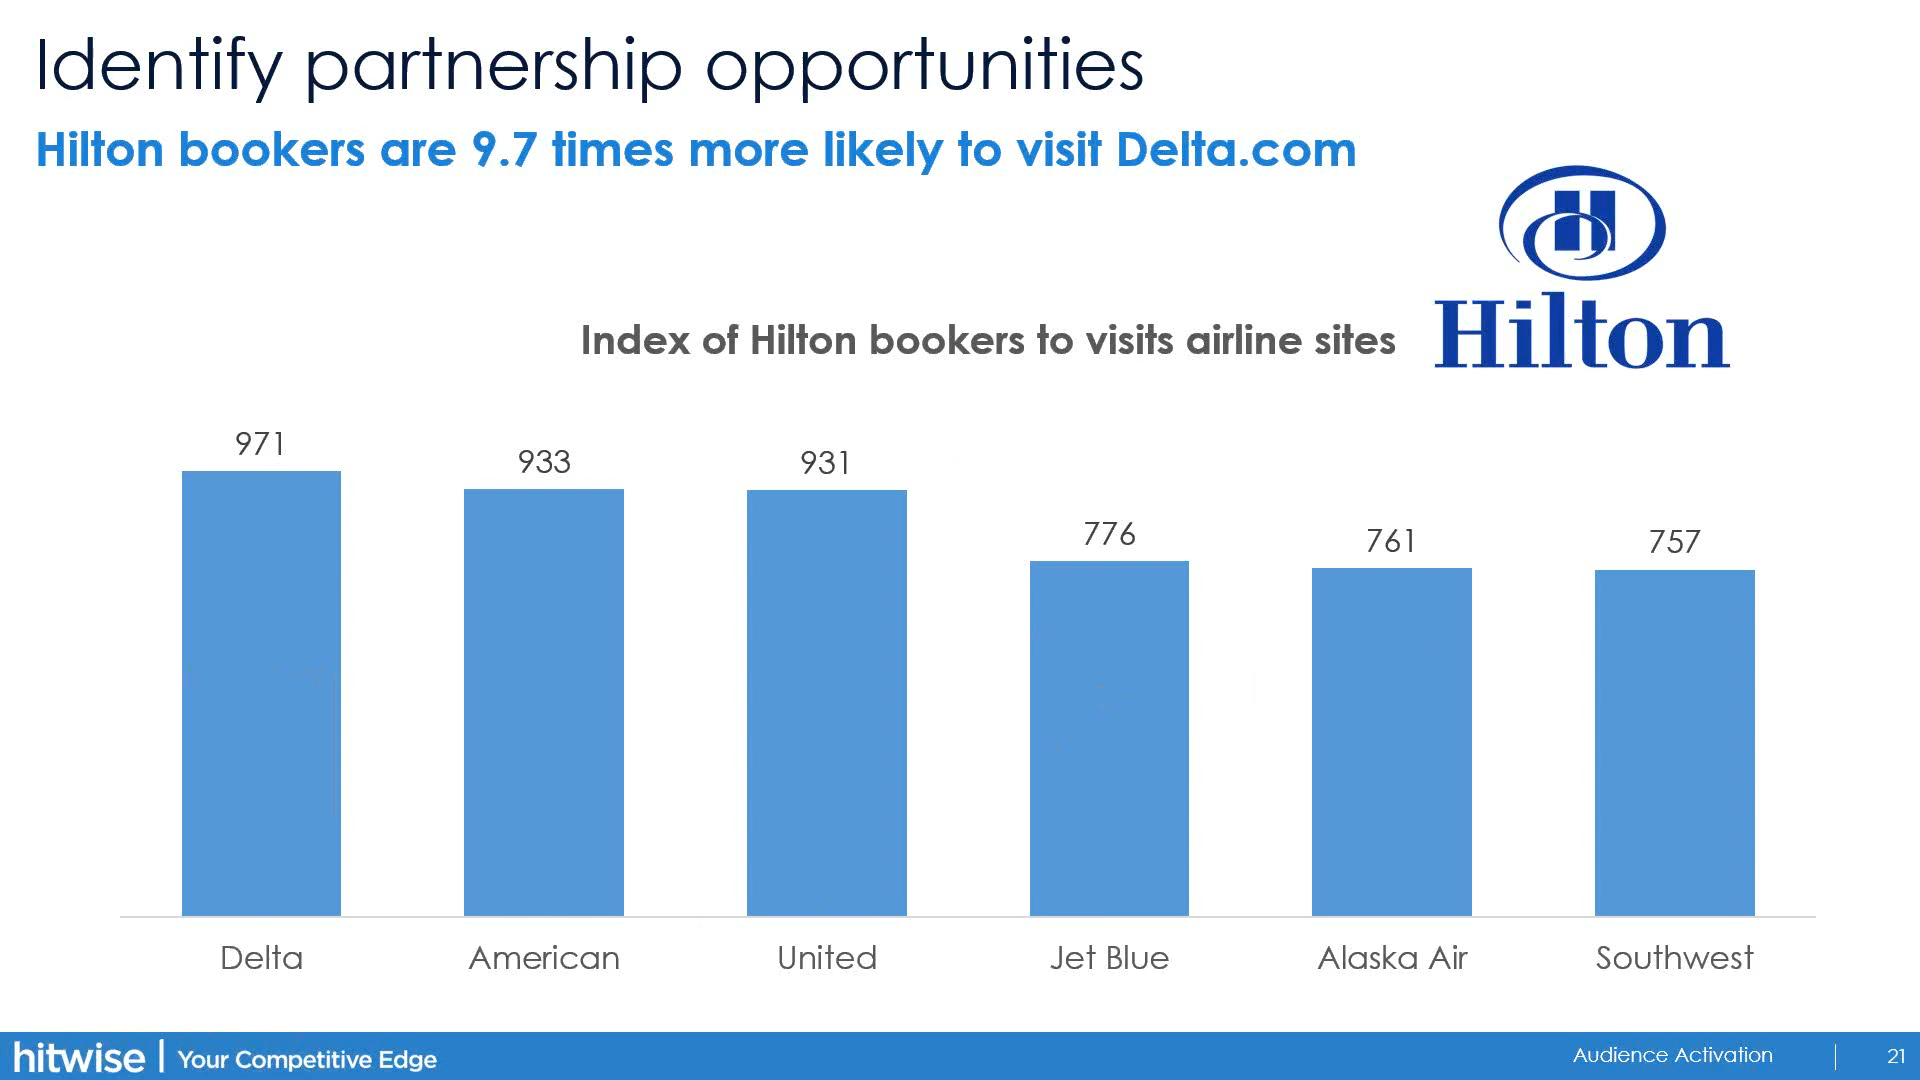 Identify partnership opportunities
Hilton bookers are 9.7 times more likely to visit Delta.com
H
Hilton
Index of Hilton bookers to visits airline sites
971
933
931
776
761
757
Delta
American
United
Jet Blue
Alaska Air
Southwest
hitwise | Your Competitive Edge
Audience Activation
21